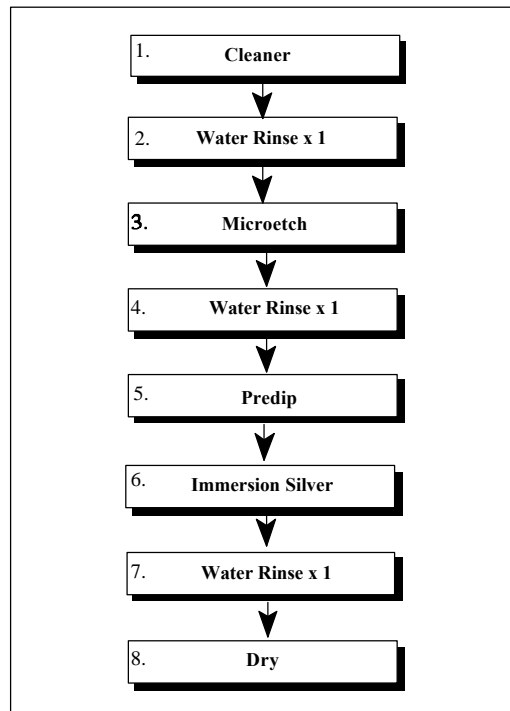 1. Cleaner
2. Water Rinse x 1
3. Microetch
4. Water Rinse x 1
5. Predip
6. Immersion Silver
7. Water Rinse x 1
8. Dry